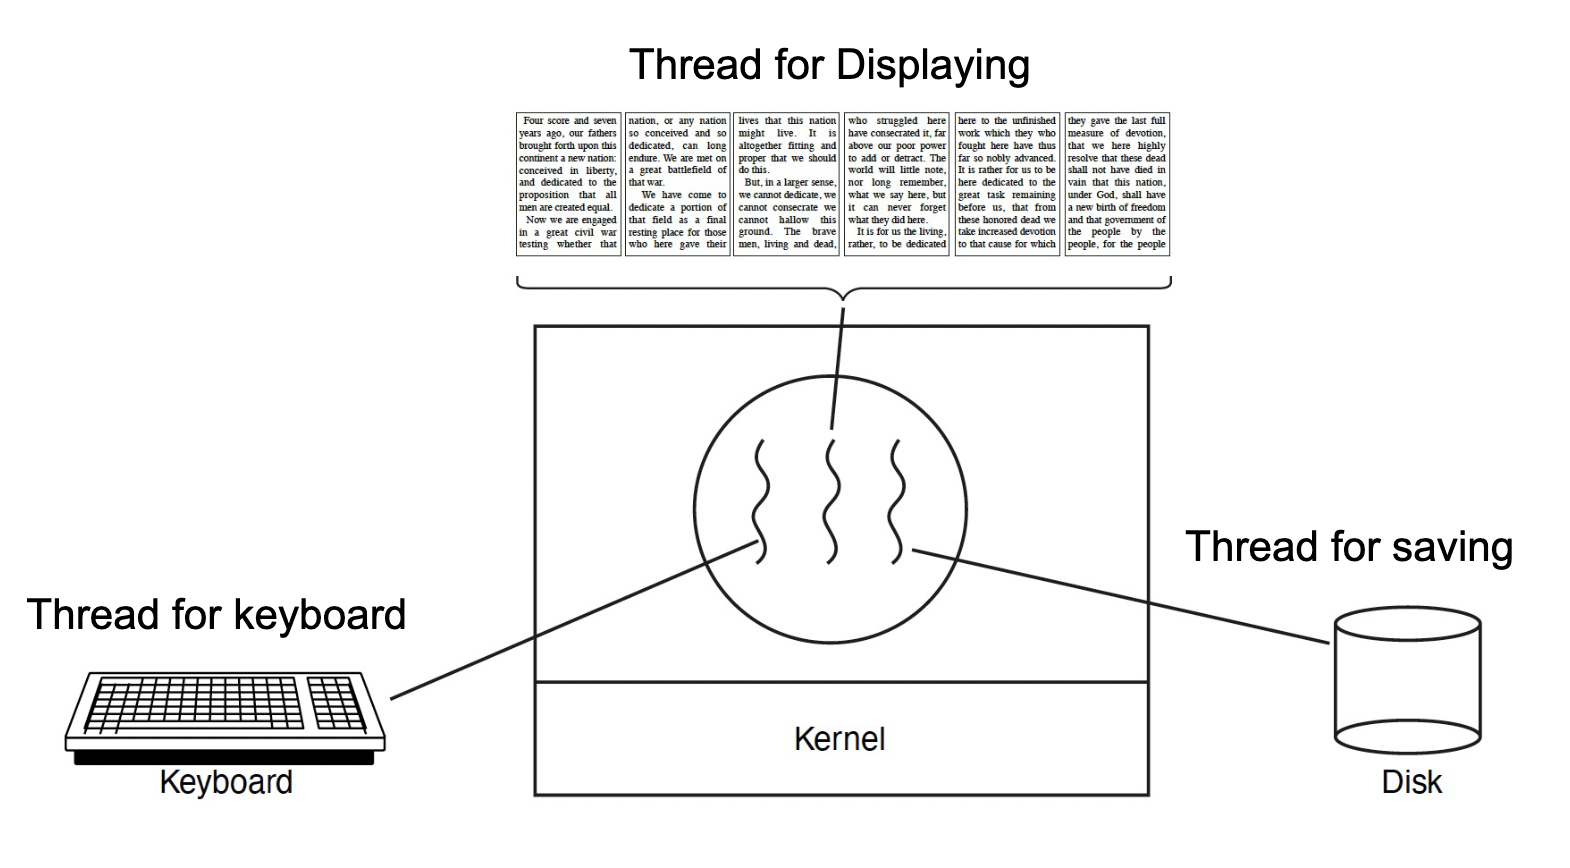 Thread for Displaying
Four score and seven
years ago, our fathers
brought forth upon this
continent a new nation:
conceived in liberty,
and dedicated to the
proposition that all
men are created equal.
Now we are engaged
in a great civil war
testing whether that
nation, or any nation
so conceived and so
dedicated, can long
endure. We are met on
a great battlefield of
that war.
We have come to
dedicate a portion of
that field as a final
resting place for those
who here gave their
lives that this nation
might live. It is
altogether fitting and
proper that we should
do this.
But, in a larger sense,
we cannot dedicate, we
cannot consecrate we
cannot hallow this
ground. The brave
men, living and dead,
who struggled here
have consecrated it, far
above our poor power
to add or detract. The
world will little note,
nor long remember,
what we say here, but
it can never forget
what they did here.
It is for us the living,
rather, to be dedicated
here to the unfinished
work which they who
fought here have thus
far so nobly advanced.
It is rather for us to be
here dedicated to the
great task remaining
before us, that from
these honored dead we
take increased devotion
to that cause for which
they gave the last full
measure of devotion,
that we here highly
resolve that these dead
shall not have died in
vain that this nation,
under God, shall have
a new birth of freedom
and that government of
the people by the
people, for the people
Thread for saving
Thread for keyboard
Kernel
Keyboard
Disk